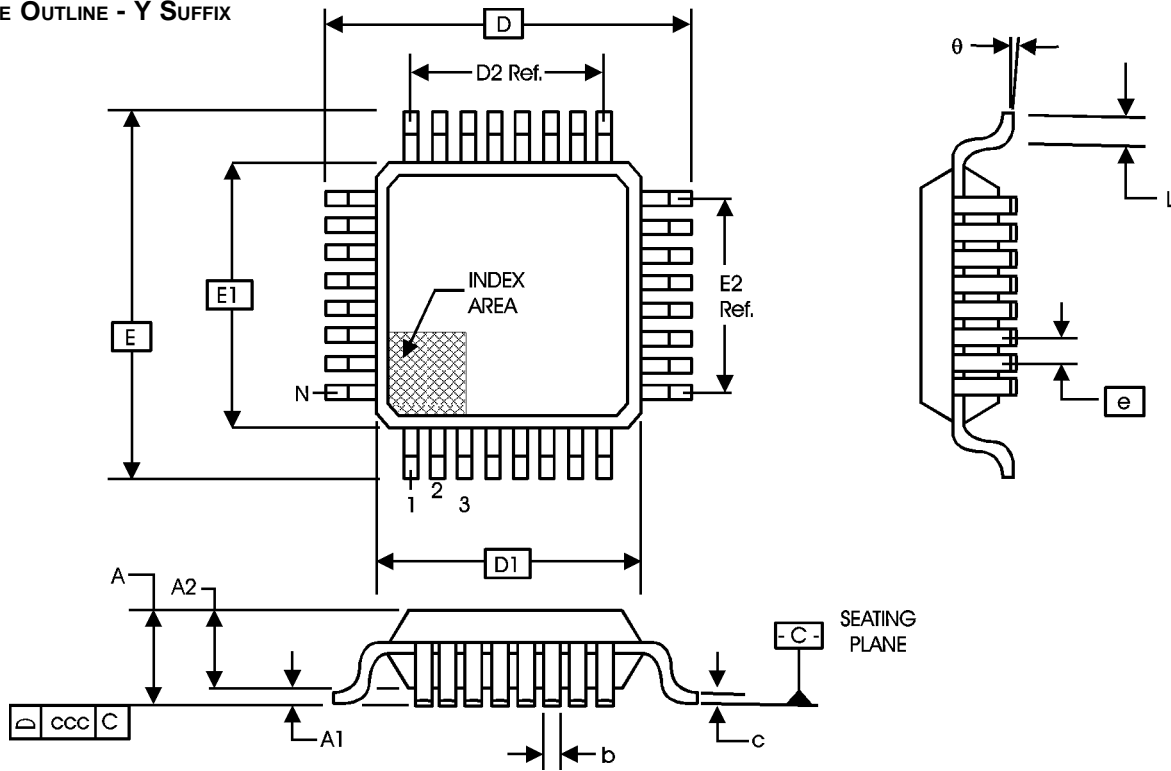 E OUTLINE - Y SUFFIX
D
D2 Ref.
θ
L
E1
E
INDEX
AREA
E2
Ref.
N
e
1
2
3
D1
A
A2
- C -
SEATING
PLANE
ccc C
A1
b
c